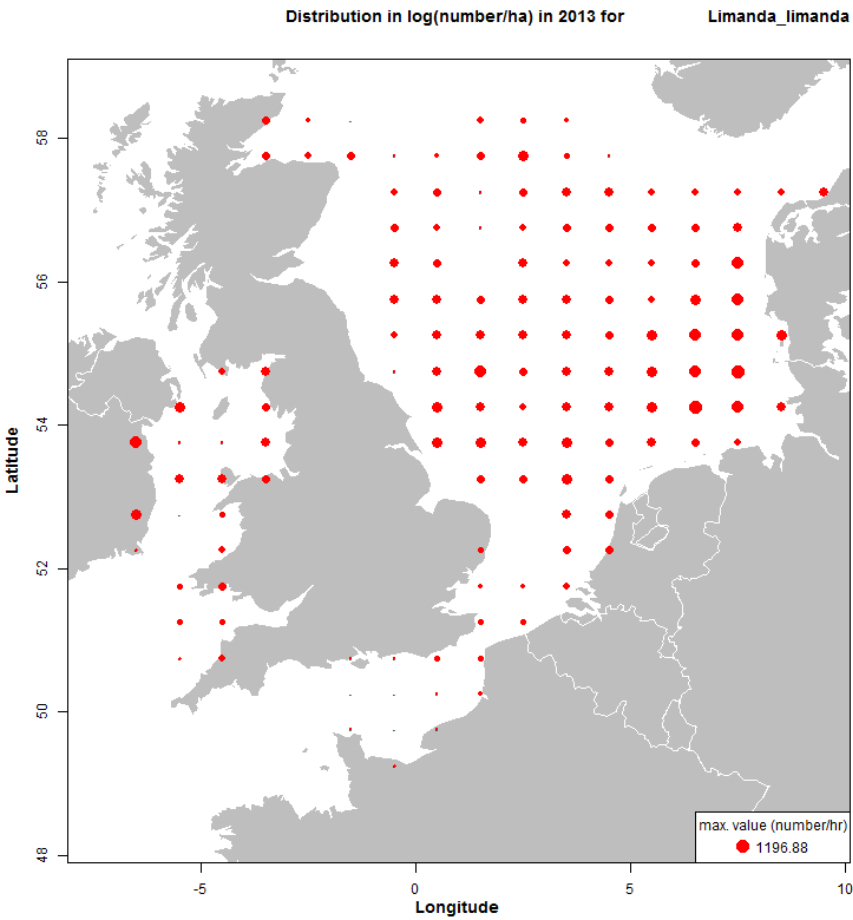 Distribution in log(number/ha) in 2013 for Limanda_limanda
58
56
54
52
50
48
Latitude
-5 0 5 10
Longitude
max. value (number/hr)
1196.88